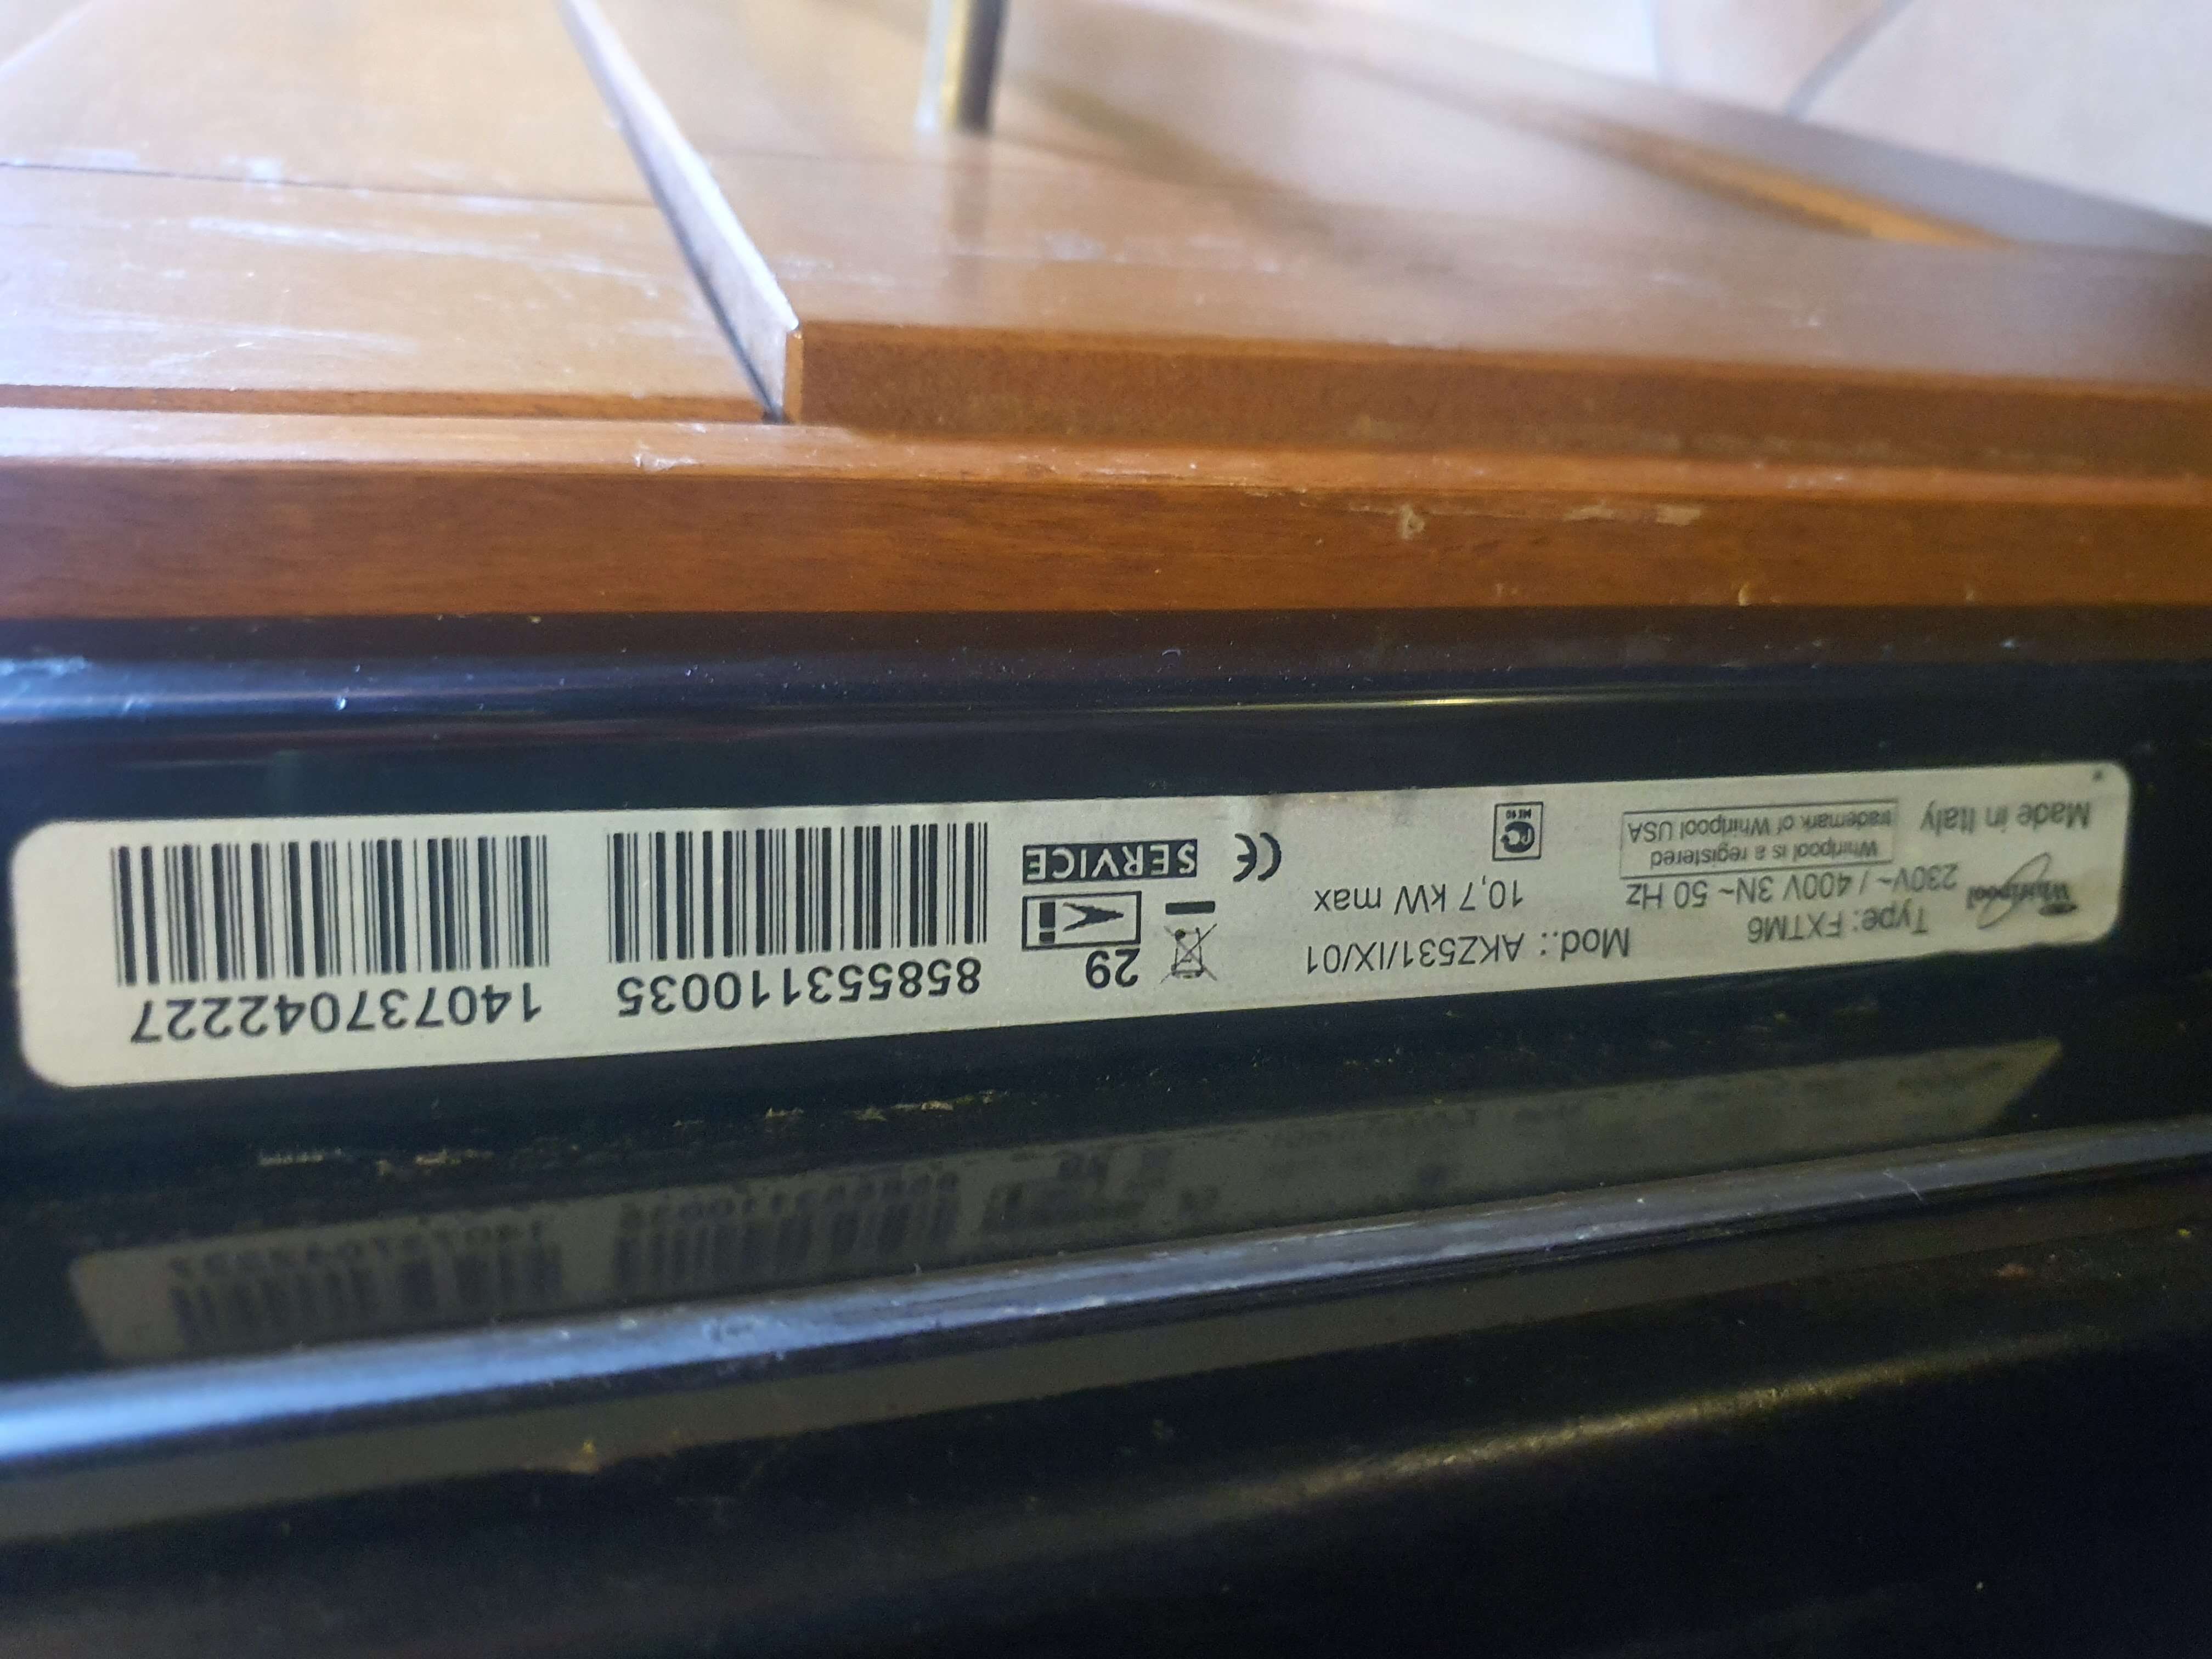 Whirlpool
Type: FXTM6
230V~ / 400V 3N~ 50 Hz
Whirlpool is a registered
trademark of Whirlpool USA
Made in Italy
Mod.: AKZ531/IX/01
10,7 kW max
29
SERVICE
858553110035
140737042227